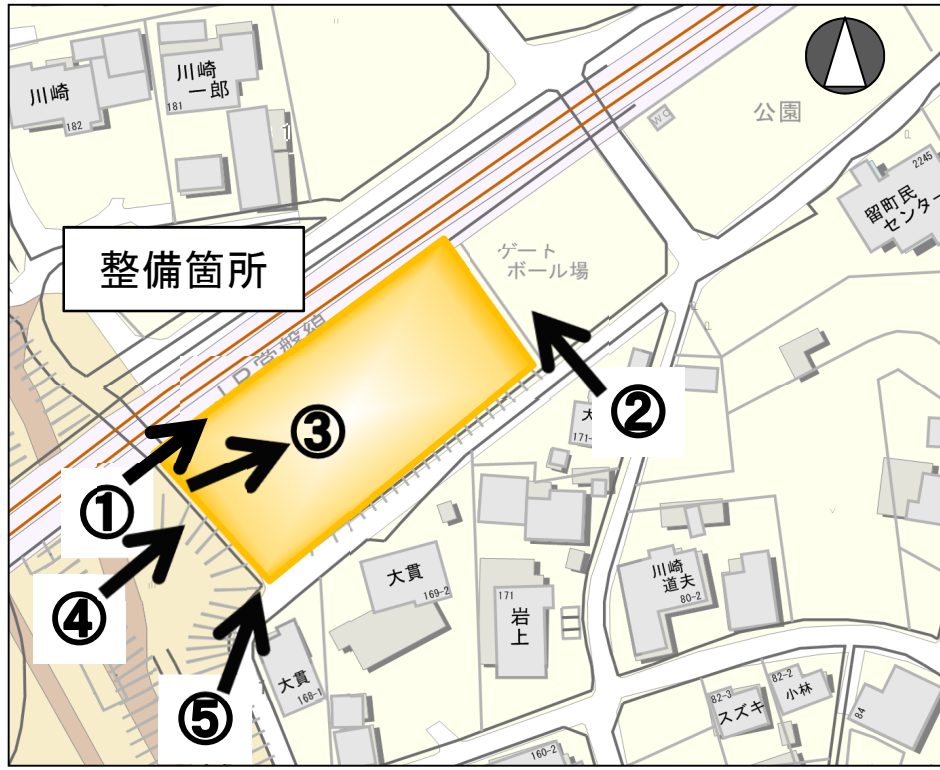 川崎
182
川崎
一郎
181
1
WC
公園
2245
留町民
センター
整備箇所
ゲート
ボール場
JR常磐線
①
②
③
④
⑤
大
171-
大貫
169-2
171
岩上
川崎
道夫
80-2
大貫
168-1
82-3
スズキ
82-2
小林
84
160-2